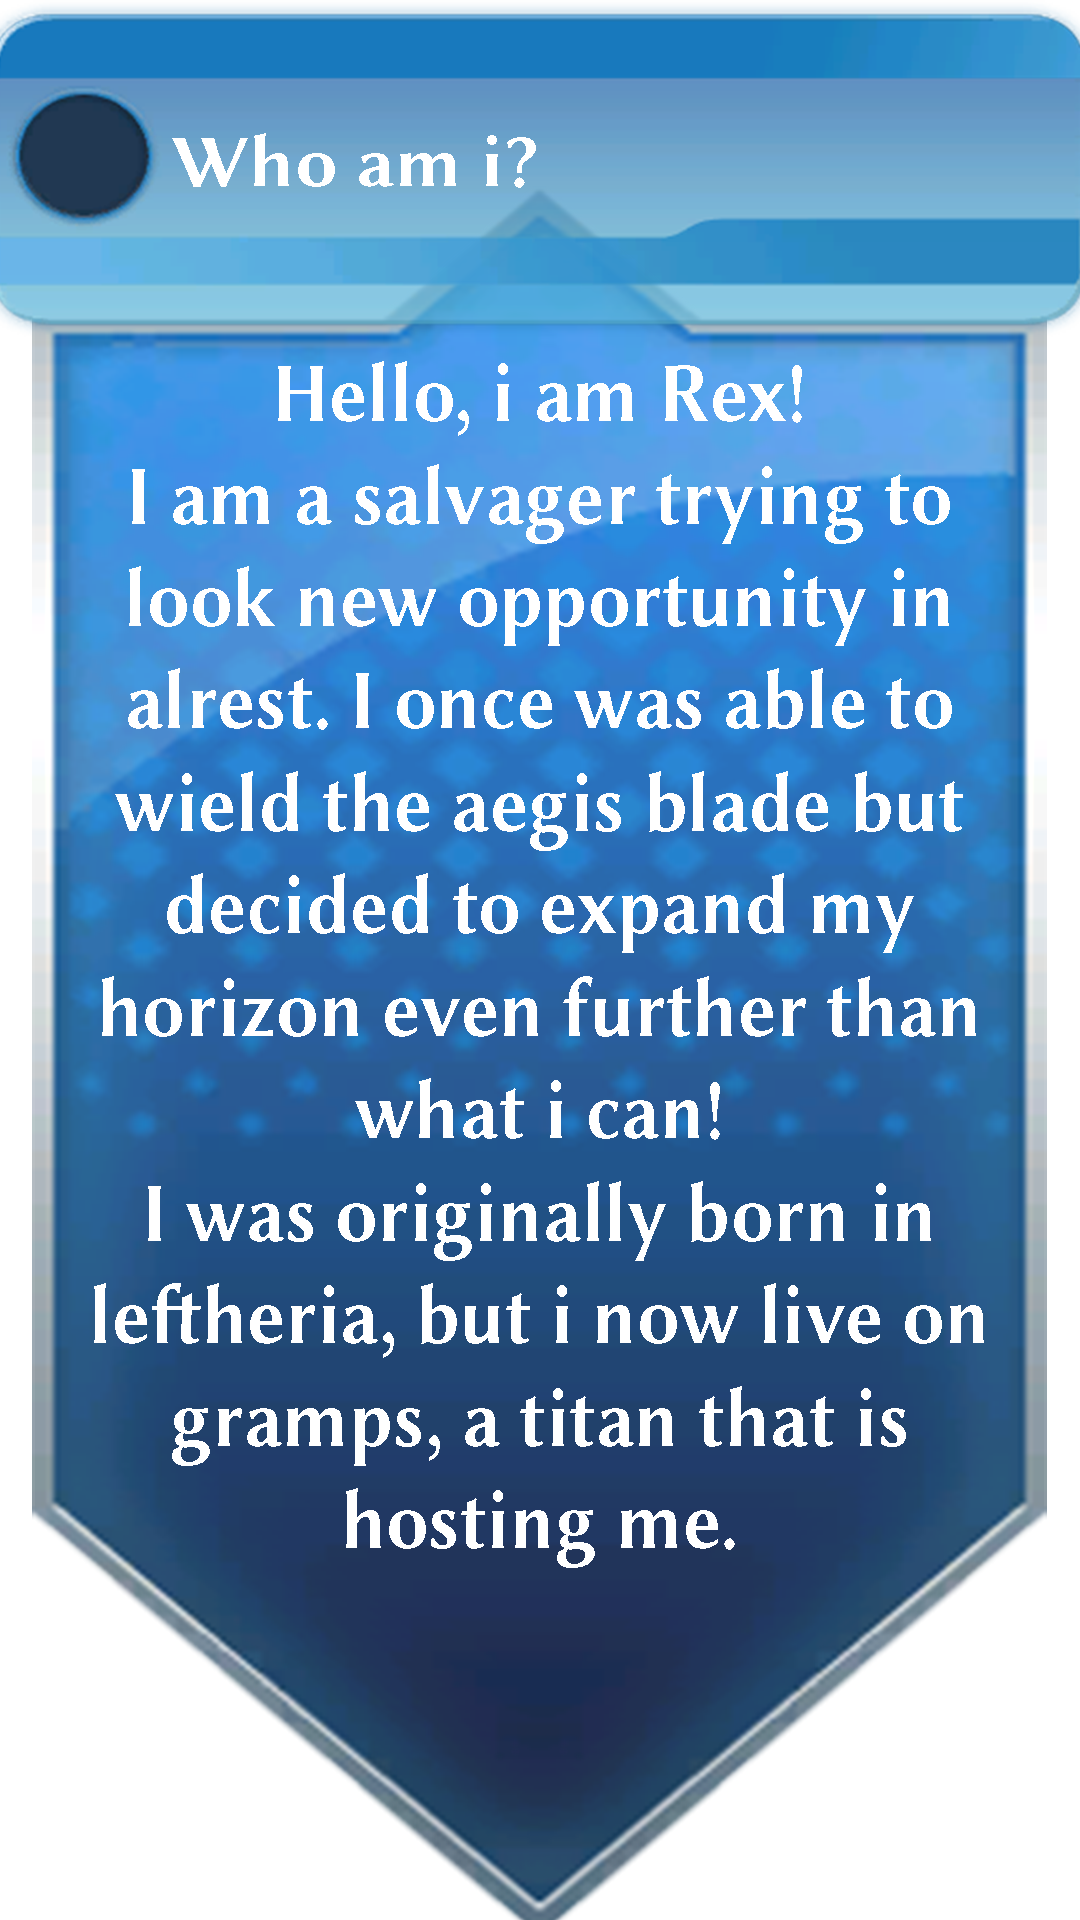 Who am i?
Hello, i am Rex!
I am a salvager trying to
look new opportunity in
alrest. I once was able to
wield the aegis blade but
decided to expand my
horizon even further than
what i can!
I was originally born in
leftheria, but i now live on
gramps, a titan that is
hosting me.